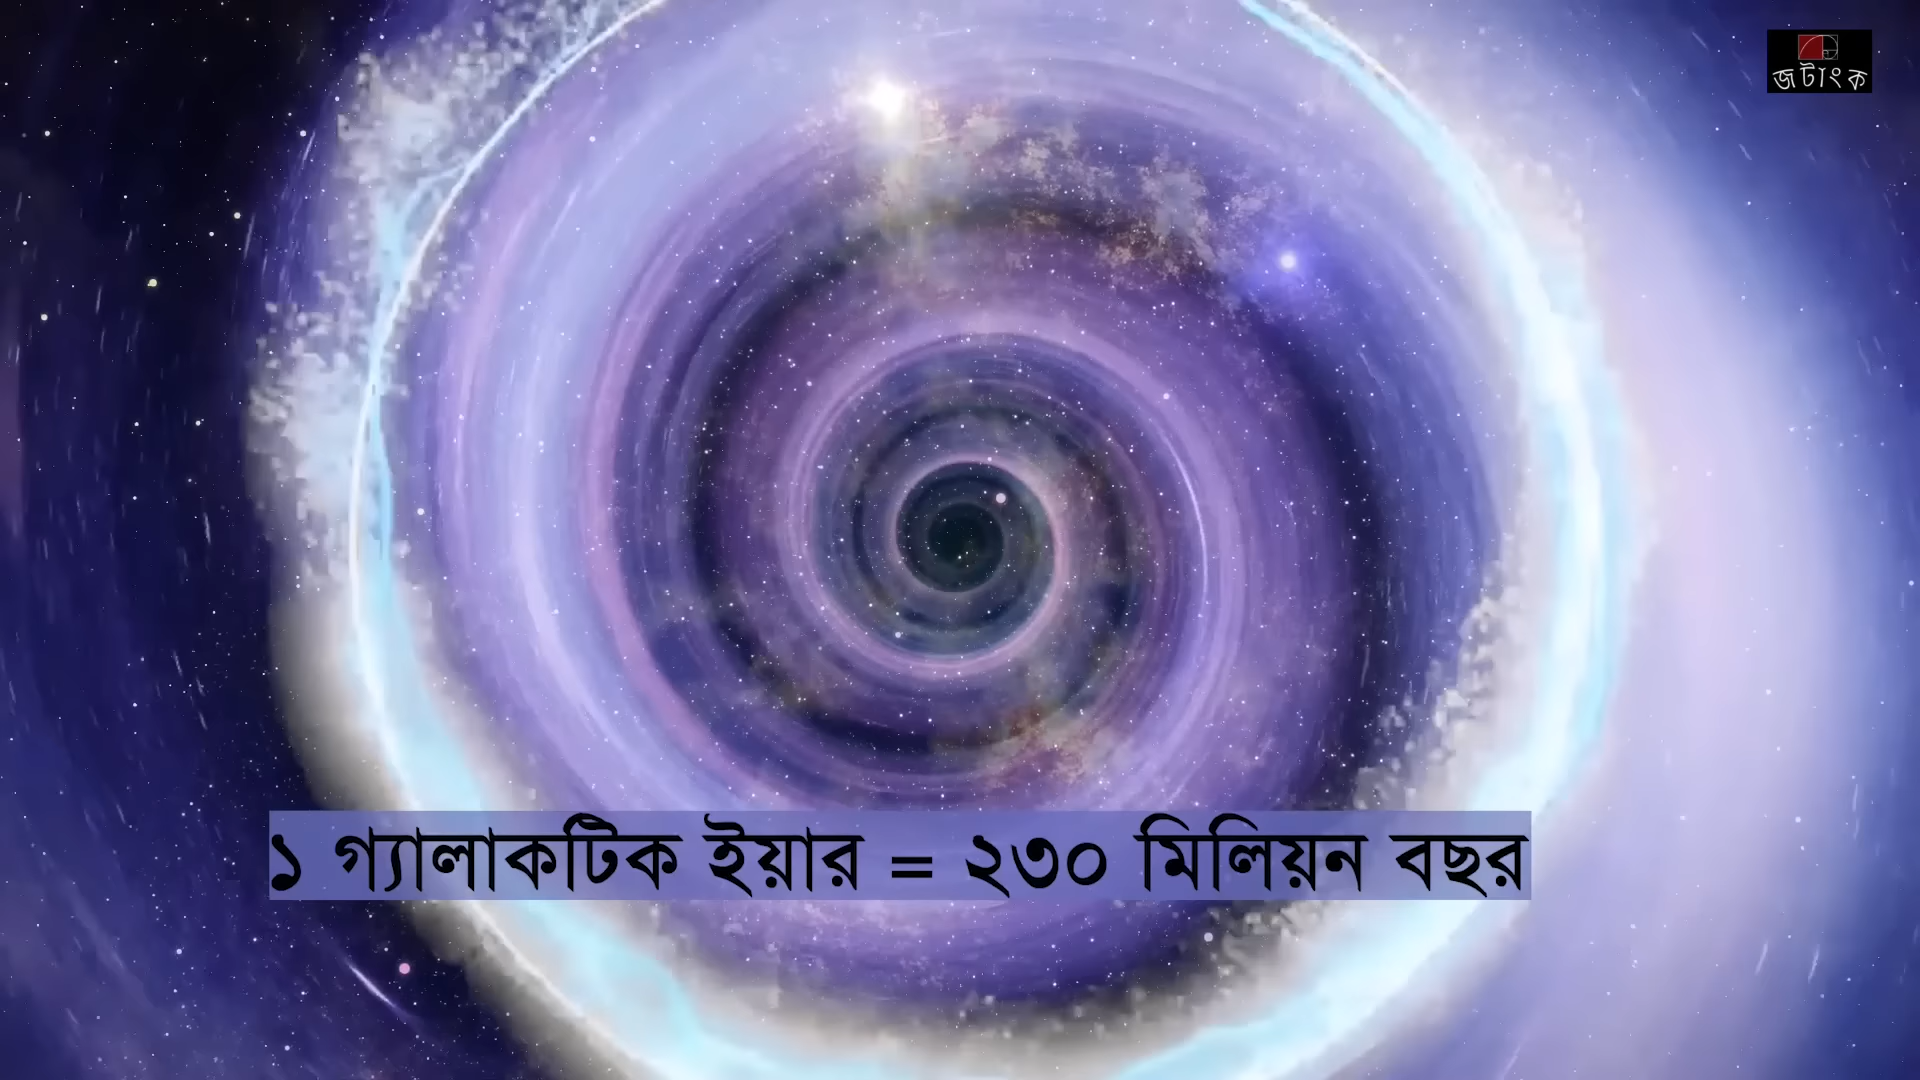 জটাংক
১ গ্যালাকটিক ইয়ার = ২৩০ মিলিয়ন বছর